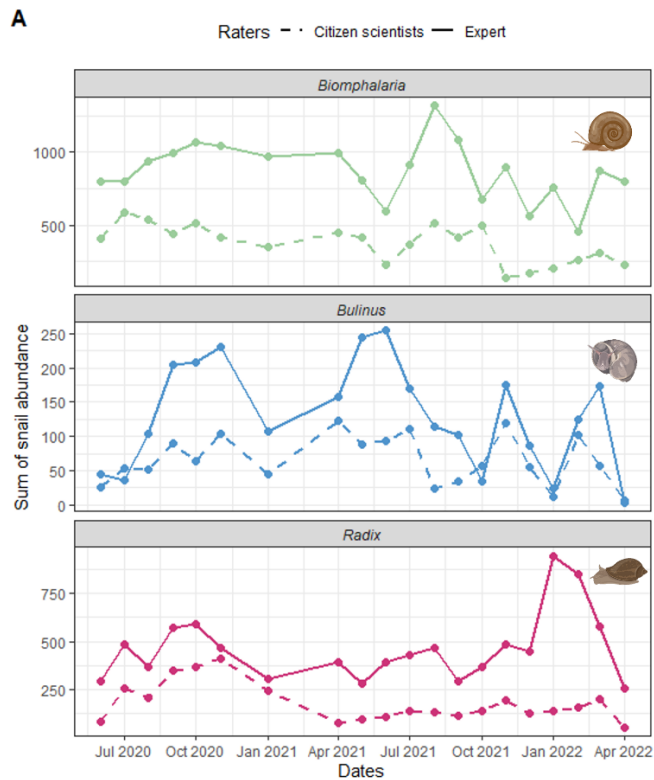 A
Raters Citizen scientists Expert
Biomphalaria
1000
500
Bulinus
250
200
150
100
50
0
Radix
750
500
250
Sum of snail abundance
Jul 2020 Oct 2020 Jan 2021 Apr 2021 Jul 2021 Oct 2021 Jan 2022 Apr 2022
Dates